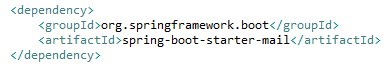 <dependency>
<groupId>org.springframework.boot</groupId>
<artifactId>spring-boot-starter-mail</artifactId>
</dependency>